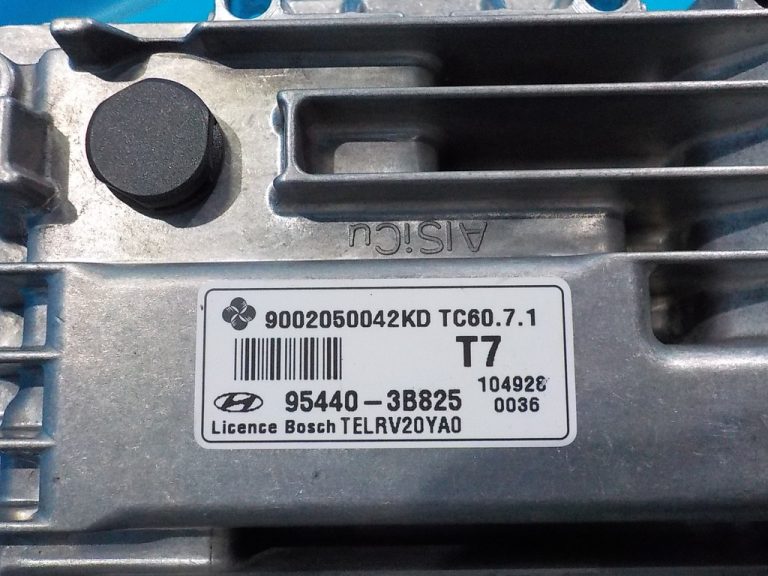 AlSiCu
9002050042KD TC60.7.1
T7
95440-3B825
104928
0036
Licence Bosch TELRV20YA0